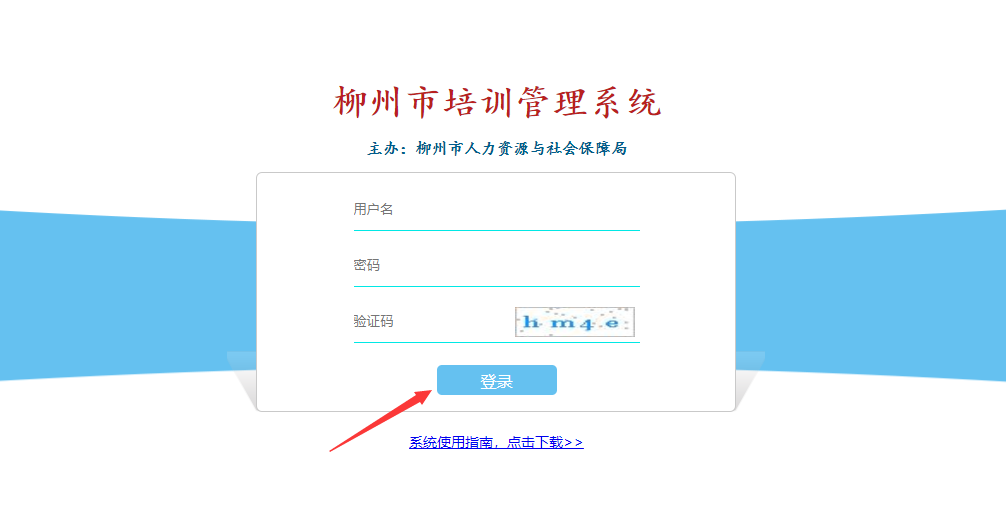 柳州市培训管理系统
主办：柳州市人力资源与社会保障局
用户名
密码
验证码 hm4e
登录
系统使用指南，点击下载>>